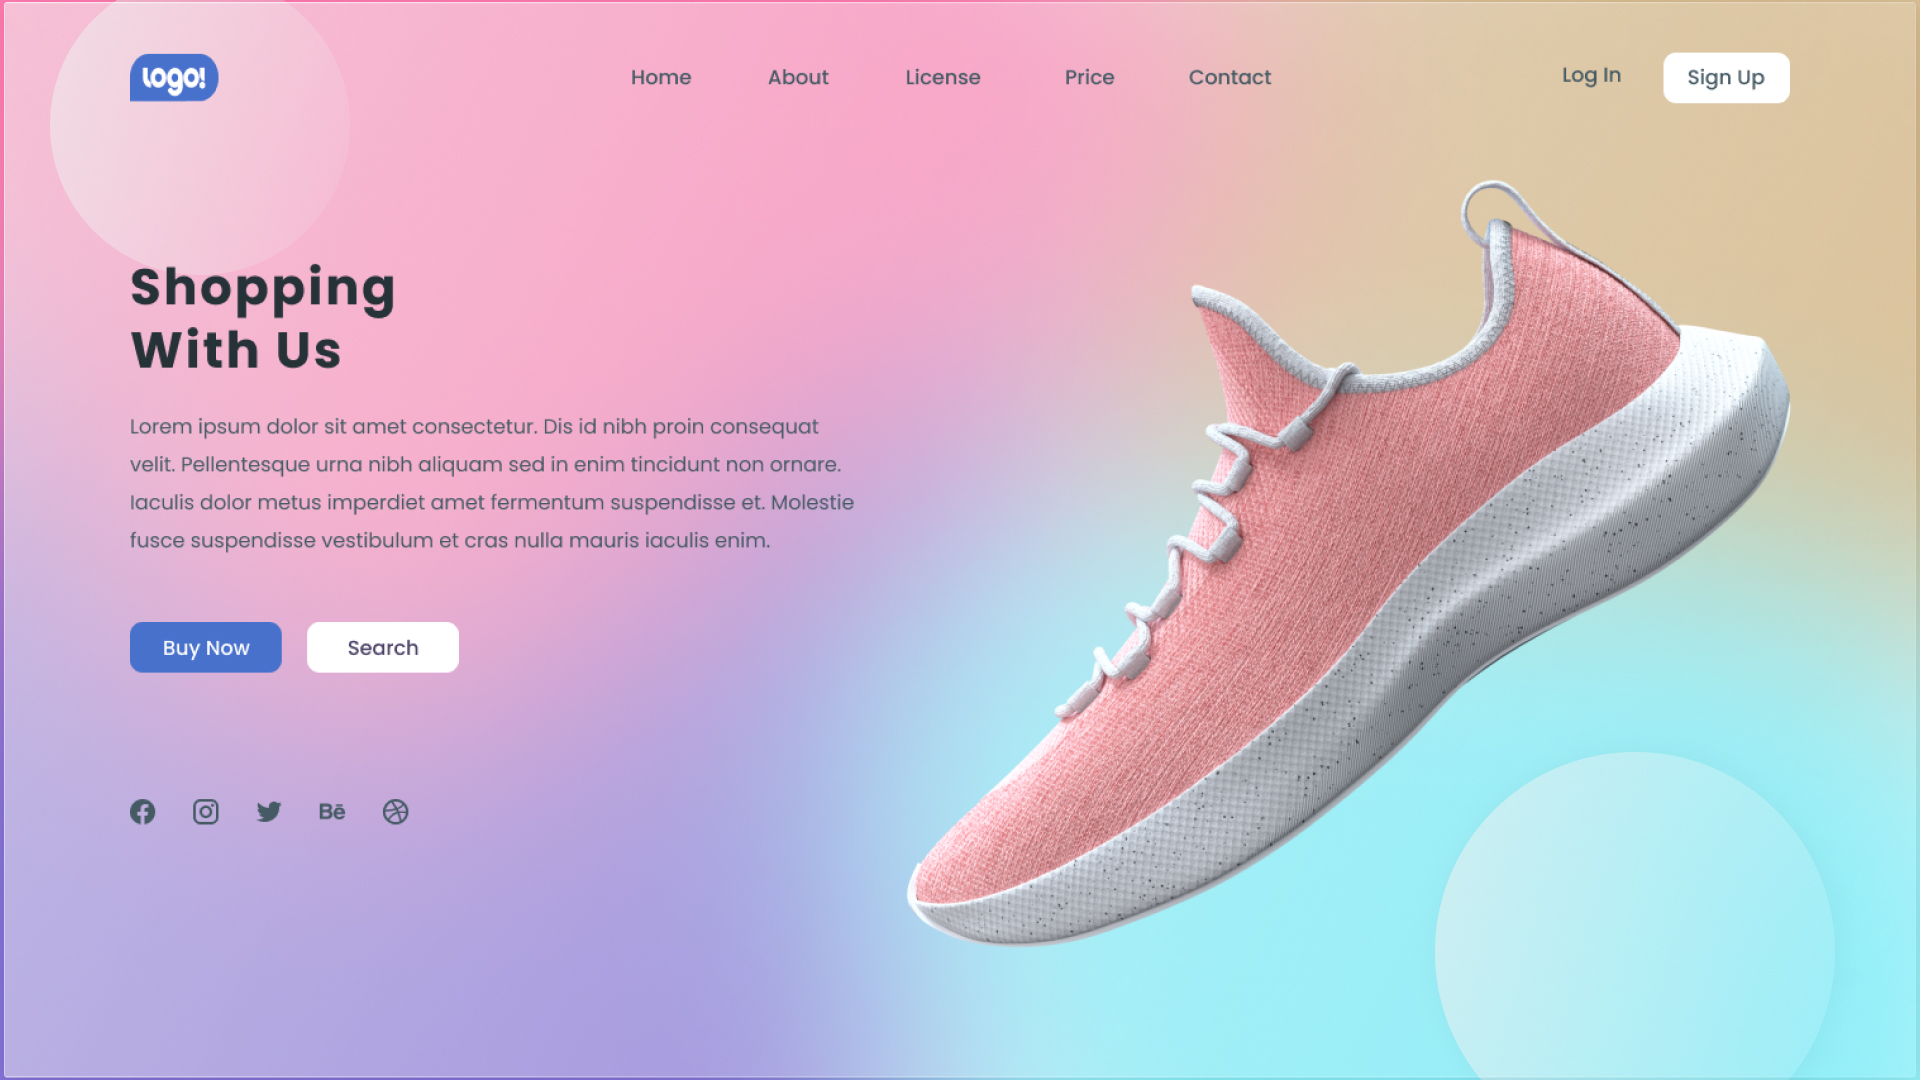 logo!
Home About License Price Contact Log In Sign Up
Shopping
With Us
Lorem ipsum dolor sit amet consectetur. Dis id nibh proin consequat
velit. Pellentesque urna nibh aliquam sed in enim tincidunt non ornare.
Iaculis dolor metus imperdiet amet fermentum suspendisse et. Molestie
fusce suspendisse vestibulum et cras nulla mauris iaculis enim.
Buy Now Search
Bē